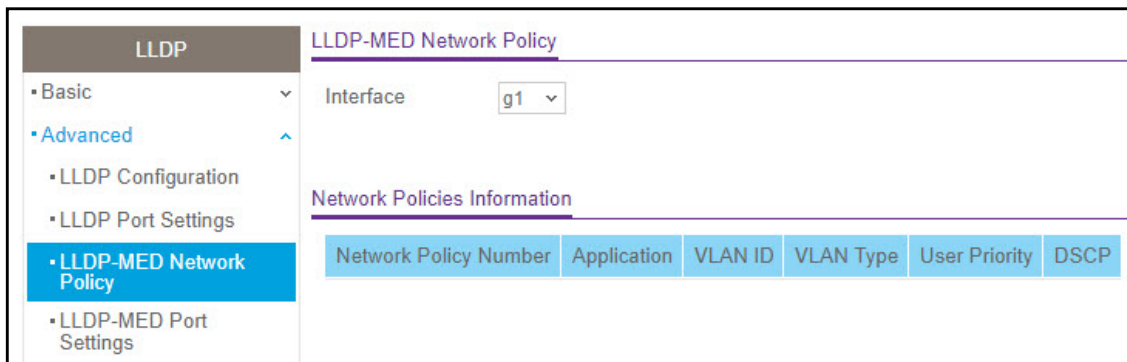 LLDP
Basic
Advanced
LLDP Configuration
LLDP Port Settings
LLDP-MED Network
Policy
LLDP-MED Port
Settings
LLDP-MED Network Policy
Interface g1
Network Policies Information
Network Policy Number Application VLAN ID VLAN Type User Priority DSCP